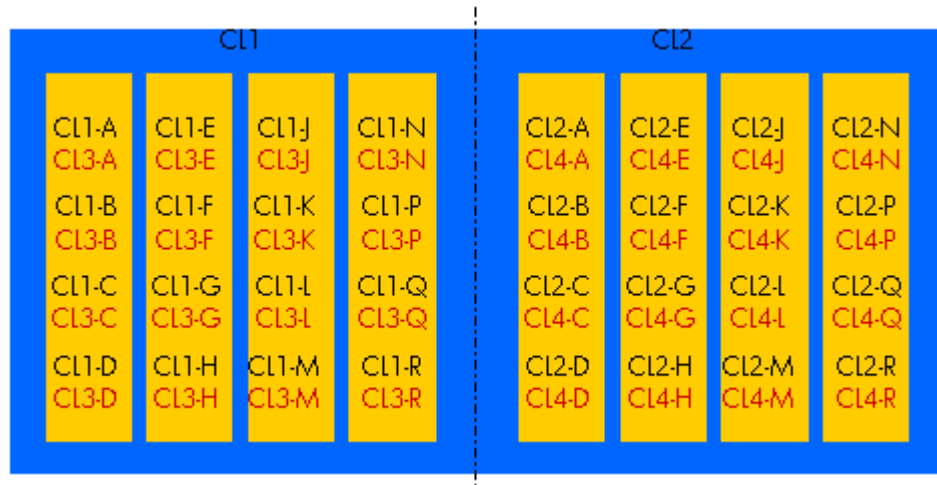 CL1 CL2
CL1-A CL1-E CL1-J CL1-N CL2-A CL2-E CL2-J CL2-N
CL3-A CL3-E CL3-J CL3-N CL4-A CL4-E CL4-J CL4-N
CL1-B CL1-F CL1-K CL1-P CL2-B CL2-F CL2-K CL2-P
CL3-B CL3-F CL3-K CL3-P CL4-B CL4-F CL4-K CL4-P
CL1-C CL1-G CL1-L CL1-Q CL2-C CL2-G CL2-L CL2-Q
CL3-C CL3-G CL3-L CL3-Q CL4-C CL4-G CL4-L CL4-Q
CL1-D CL1-H CL1-M CL1-R CL2-D CL2-H CL2-M CL2-R
CL3-D CL3-H CL3-M CL3-R CL4-D CL4-H CL4-M CL4-R